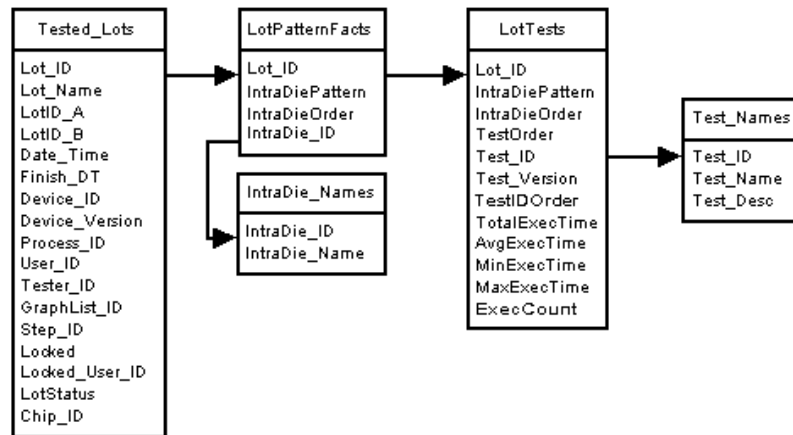 Tested_Lots
Lot_ID
Lot_Name
LotID_A
LotID_B
Date_Time
Finish_DT
Device_ID
Device_Version
Process_ID
User_ID
Tester_ID
GraphList_ID
Step_ID
Locked
Locked_User_ID
LotStatus
Chip_ID
LotPatternFacts
Lot_ID
IntraDiePattern
IntraDieOrder
IntraDie_ID
IntraDie_Names
IntraDie_ID
IntraDie_Name
LotTests
Lot_ID
IntraDiePattern
IntraDieOrder
TestOrder
Test_ID
Test_Version
TestIDOrder
TotalExecTime
AvgExecTime
MinExecTime
MaxExecTime
ExecCount
Test_Names
Test_ID
Test_Name
Test_Desc